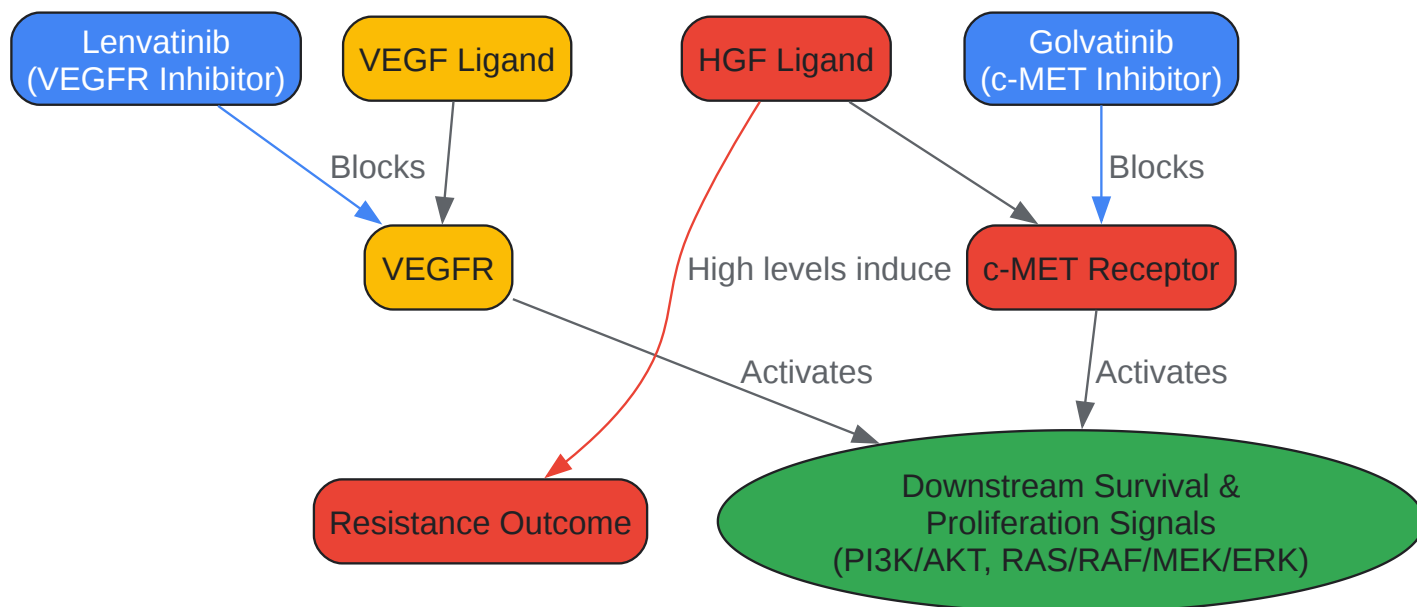 Lenvatinib
(VEGFR Inhibitor)
VEGF Ligand
HGF Ligand
Golvatinib
(c-MET Inhibitor)
Blocks
Blocks
VEGFR
High levels induce
c-MET Receptor
Activates
Activates
Resistance Outcome
Downstream Survival &
Proliferation Signals
(PI3K/AKT, RAS/RAF/MEK/ERK)